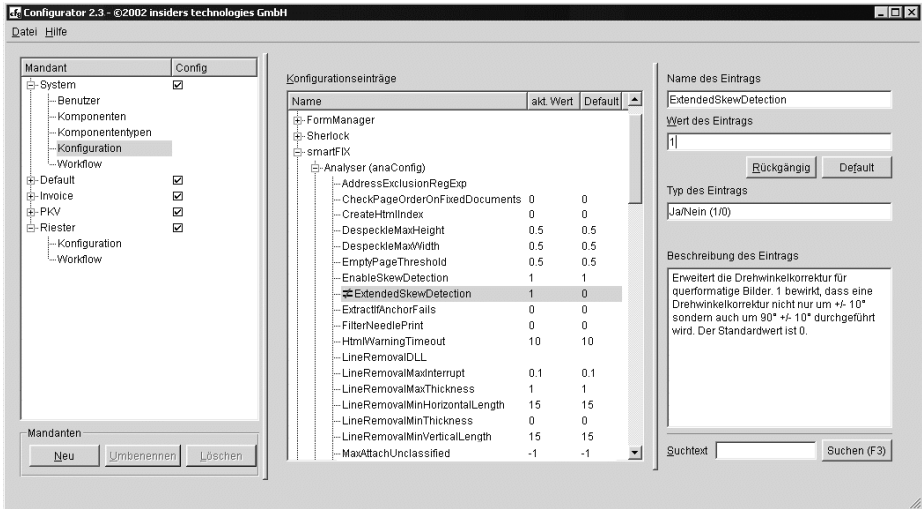 Configurator 2.3 - ©2002 insiders technologies GmbH
Datei Hilfe
Mandant Config
System
Benutzer
Komponenten
Komponententypen
Konfiguration
Workflow
Default
Invoice
PKV
Riester
Konfiguration
Workflow
Mandanten
Neu Umbenennen Löschen
Konfigurationseinträge
Name akt. Wert Default
FormManager
Sherlock
smartFIX
Analyser (anaConfig)
AddressExclusionRegExp
CheckPageOrderOnFixedDocuments 0 0
CreateHtmlIndex 0 0
DespeckleMaxHeight 0.5 0.5
DespeckleMaxWidth 0.5 0.5
EmptyPageThreshold 0.5 0.5
EnableSkewDetection 1 1
≠ExtendedSkewDetection 1 0
ExtractIfAnchorFails 0 0
FilterNeedlePrint 0 0
HtmlWarningTimeout 10 10
LineRemovalDLL
LineRemovalMaxInterrupt 0.1 0.1
LineRemovalMaxThickness 1 1
LineRemovalMinHorizontalLength 15 15
LineRemovalMinThickness 0 0
LineRemovalMinVerticalLength 15 15
MaxAttachUnclassified -1 -1
Name des Eintrags
ExtendedSkewDetection
Wert des Eintrags
1
Rückgängig Default
Typ des Eintrags
Ja/Nein (1/0)
Beschreibung des Eintrags
Erweitert die Drehwinkelkorrektur für
querformatige Bilder. 1 bewirkt, dass eine
Drehwinkelkorrektur nicht nur um +/- 10°
sondern auch um 90° +/- 10° durchgeführt
wird. Der Standardwert ist 0.
Suchtext Suchen (F3)